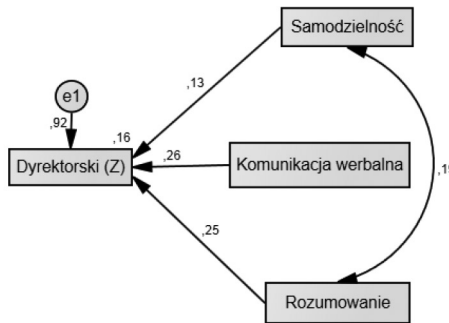 Samodzielność
,13
e1
,92
,16
Dyrektorski (Z)
,26
Komunikacja werbalna
,25
Rozumowanie